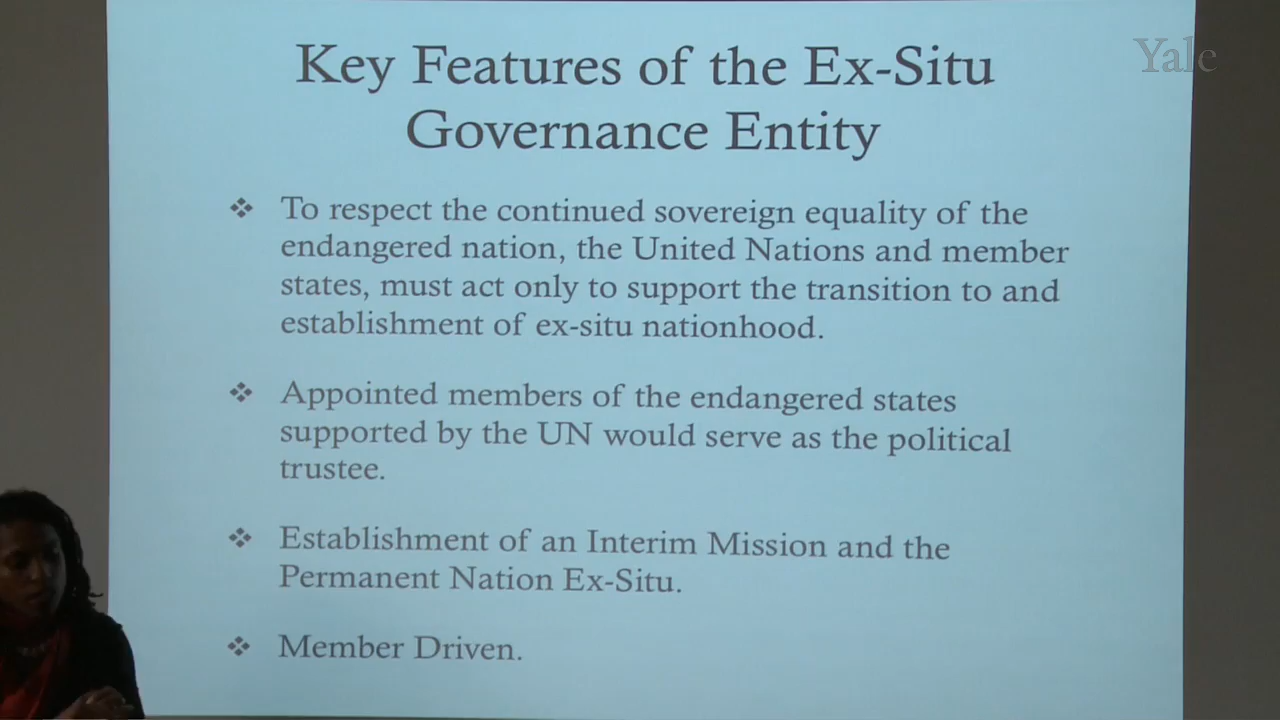 Yale
Key Features of the Ex-Situ
Governance Entity
❖ To respect the continued sovereign equality of the
endangered nation, the United Nations and member
states, must act only to support the transition to and
establishment of ex-situ nationhood.
❖ Appointed members of the endangered states
supported by the UN would serve as the political
trustee.
❖ Establishment of an Interim Mission and the
Permanent Nation Ex-Situ.
❖ Member Driven.